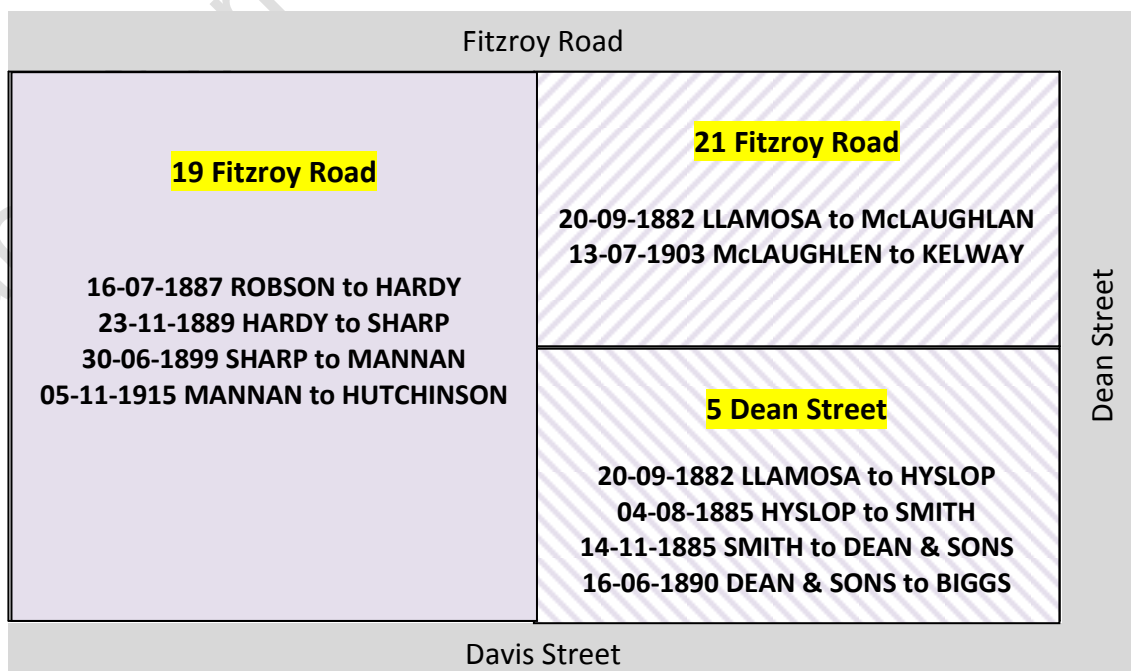 Fitzroy Road
19 Fitzroy Road
16-07-1887 ROBSON to HARDY
23-11-1889 HARDY to SHARP
30-06-1899 SHARP to MANNAN
05-11-1915 MANNAN to HUTCHINSON
21 Fitzroy Road
20-09-1882 LLAMOSA to McLAUGHLAN
13-07-1903 McLAUGHLEN to KELWAY
5 Dean Street
20-09-1882 LLAMOSA to HYSLOP
04-08-1885 HYSLOP to SMITH
14-11-1885 SMITH to DEAN & SONS
16-06-1890 DEAN & SONS to BIGGS
Dean Street
Davis Street